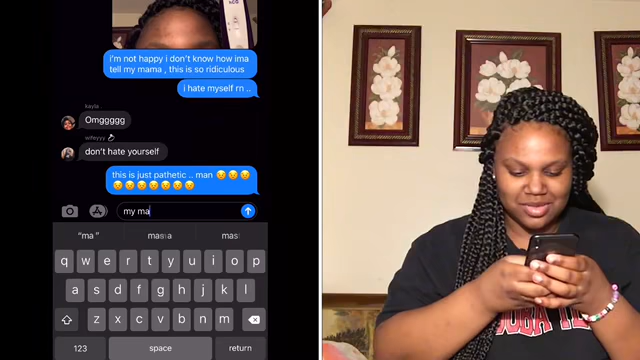 i'm not happy i don't know how ima
tell my mama , this is so ridiculous
i hate myself rn ..
kayla
Omggggg
wifeyyy
don't hate yourself
this is just pathetic .. man 😣😣😣
😣😣😣😣😣😣😣
my ma
"ma"
q w e r t y u i o p
a s d f g h j k l
z x c v b n m
123 space return